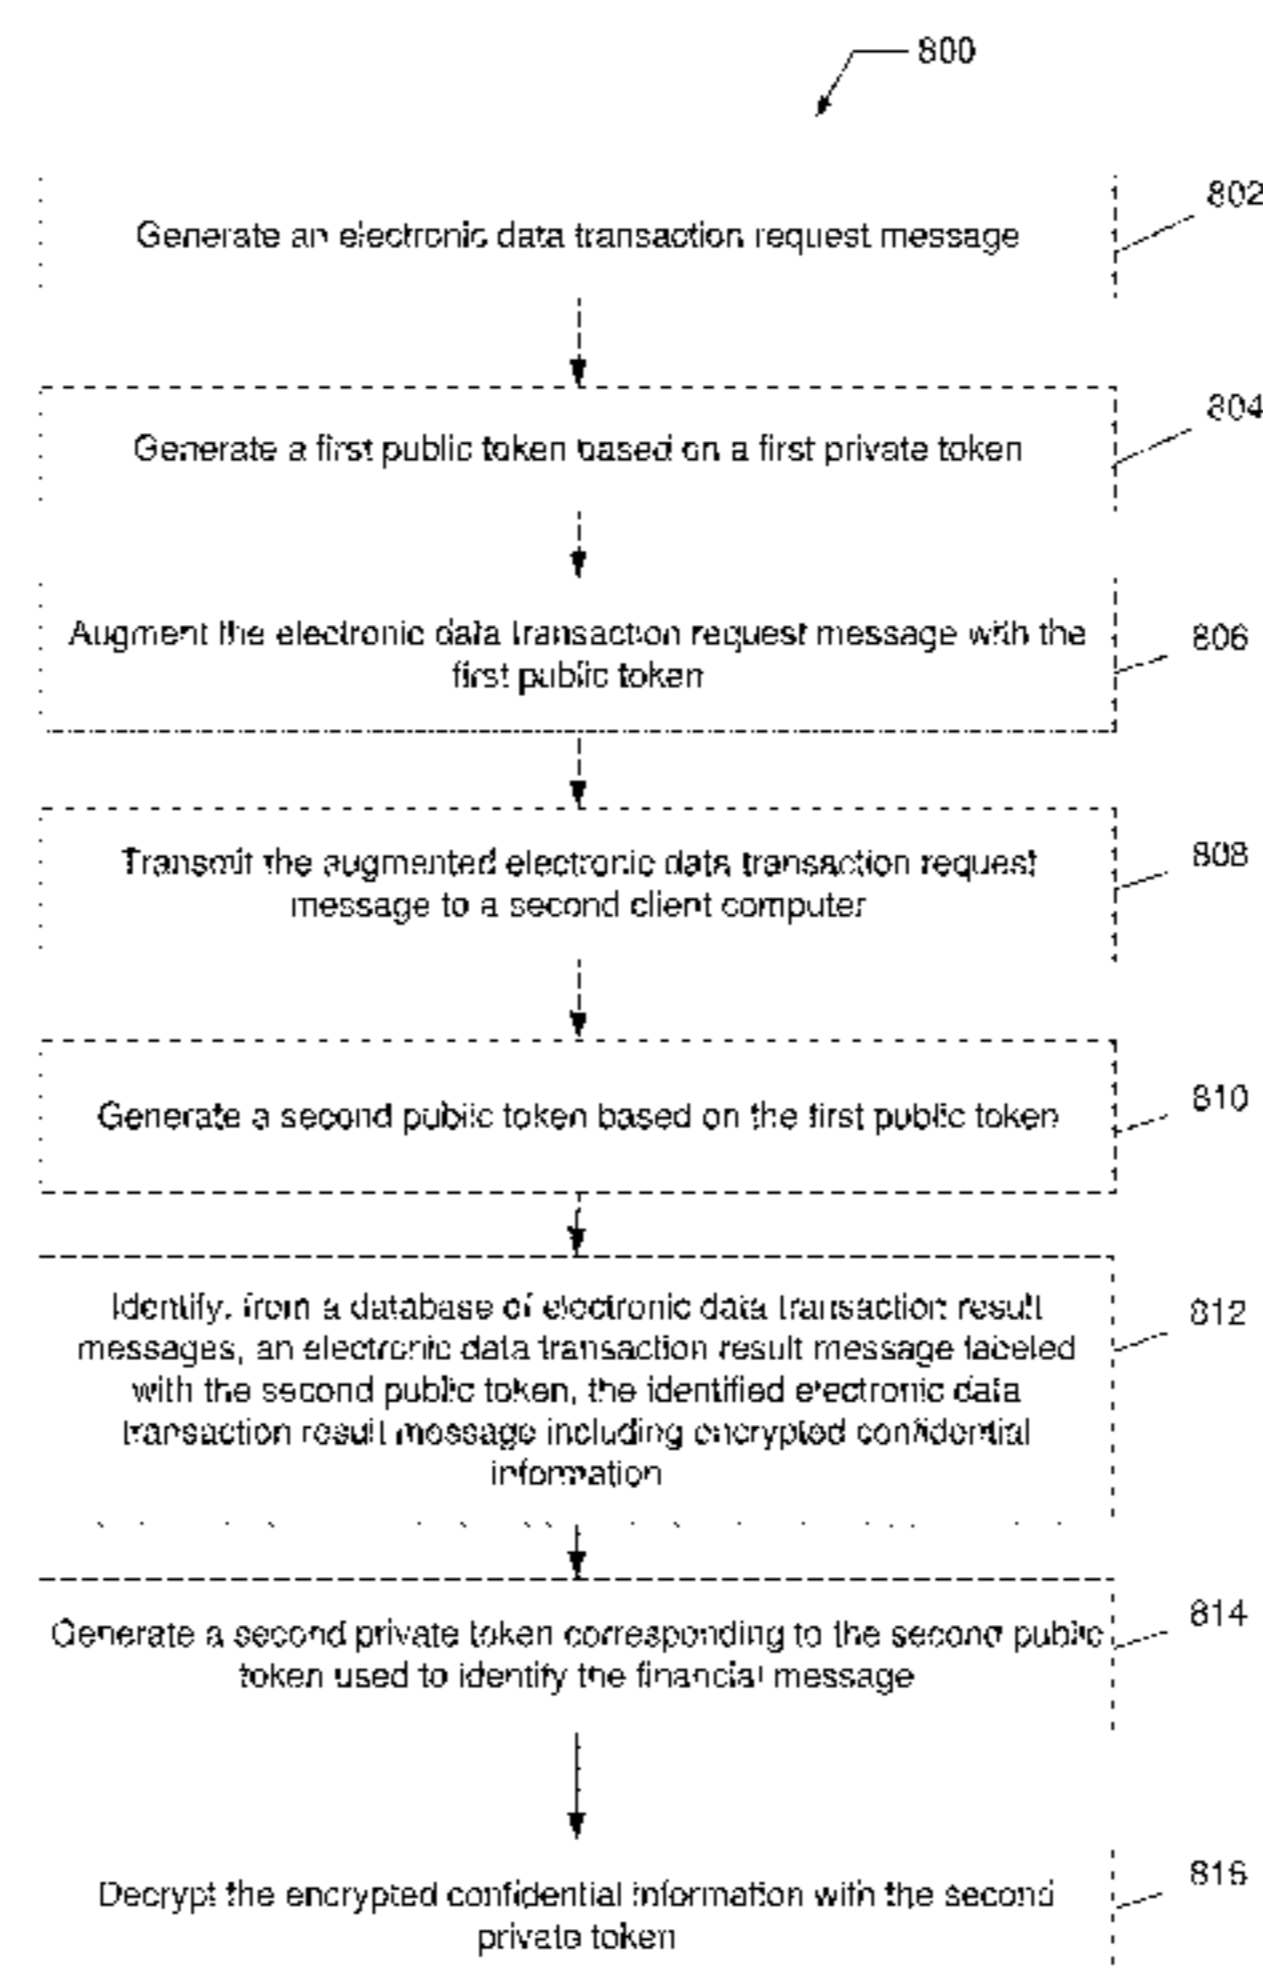 800
802
Generate an electronic data transaction request message
804
Generate a first public token based on a first private token
806
Augment the electronic data transaction request message with the
first public token
808
Transmit the augmented electronic data transaction request
message to a second client computer
810
Generate a second public token based on the first public token
812
Identify, from a database of electronic data transaction result
messages, an electronic data transaction result message labeled
with the second public token, the identified electronic data
transaction result message including encrypted confidential
information
814
Generate a second private token corresponding to the second public
token used to identify the financial message
816
Decrypt the encrypted confidential information with the second
private token